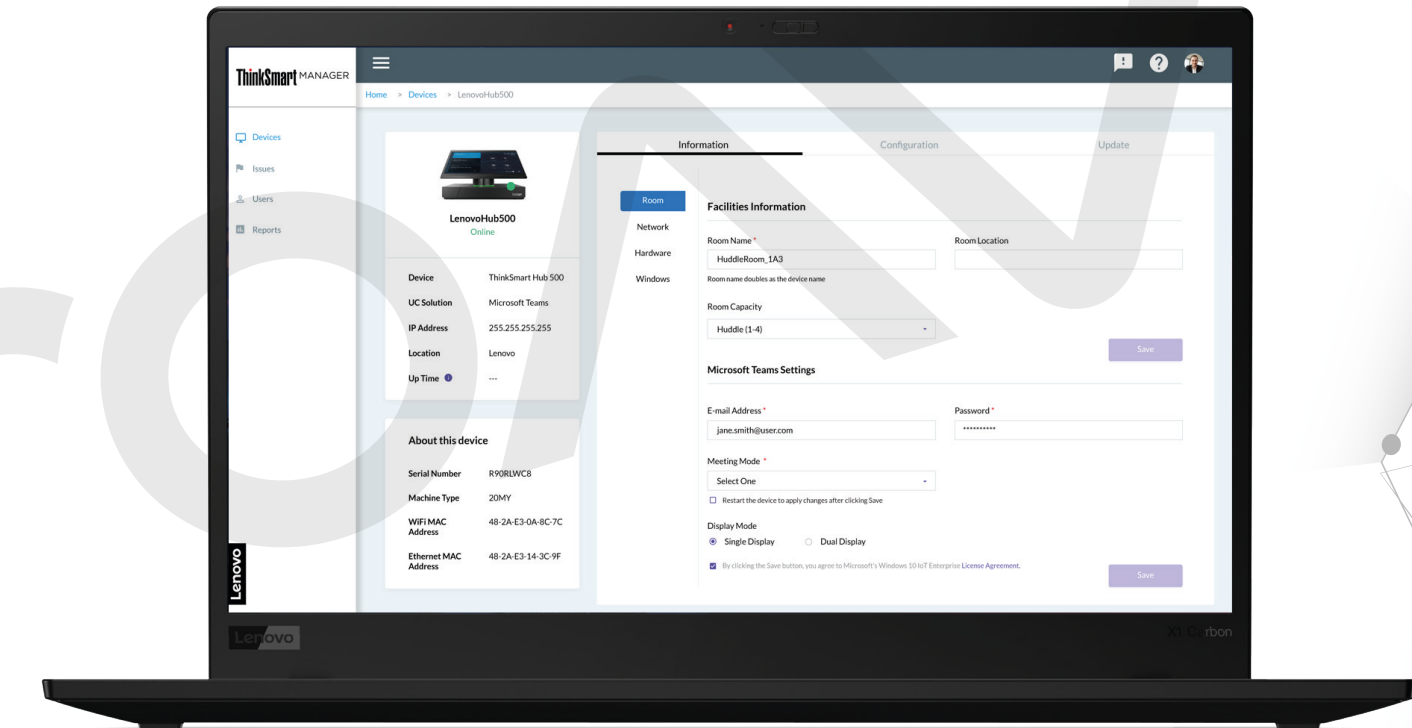 ThinkSmart MANAGER
Home > Devices > LenovoHub500
Devices
Issues
Users
Reports
LenovoHub500
Online
Device ThinkSmart Hub 500
UC Solution Microsoft Teams
IP Address 255.255.255.255
Location Lenovo
Up Time ---
About this device
Serial Number R90RLWC8
Machine Type 20MY
WiFi MAC Address 48-2A-E3-0A-8C-7C
Ethernet MAC Address 48-2A-E3-14-3C-9F
Information Configuration Update
Room
Network
Hardware
Windows
Facilities Information
Room Name * Room Location
HuddleRoom_1A3
Room name doubles as the device name
Room Capacity
Huddle (1-4)
Save
Microsoft Teams Settings
E-mail Address * Password *
jane.smith@user.com **********
Meeting Mode *
Select One
Restart the device to apply changes after clicking Save
Display Mode
Single Display Dual Display
By clicking the Save button, you agree to Microsoft's Windows 10 IoT Enterprise License Agreement.
Save
Lenovo
Lenovo
X1 Carbon